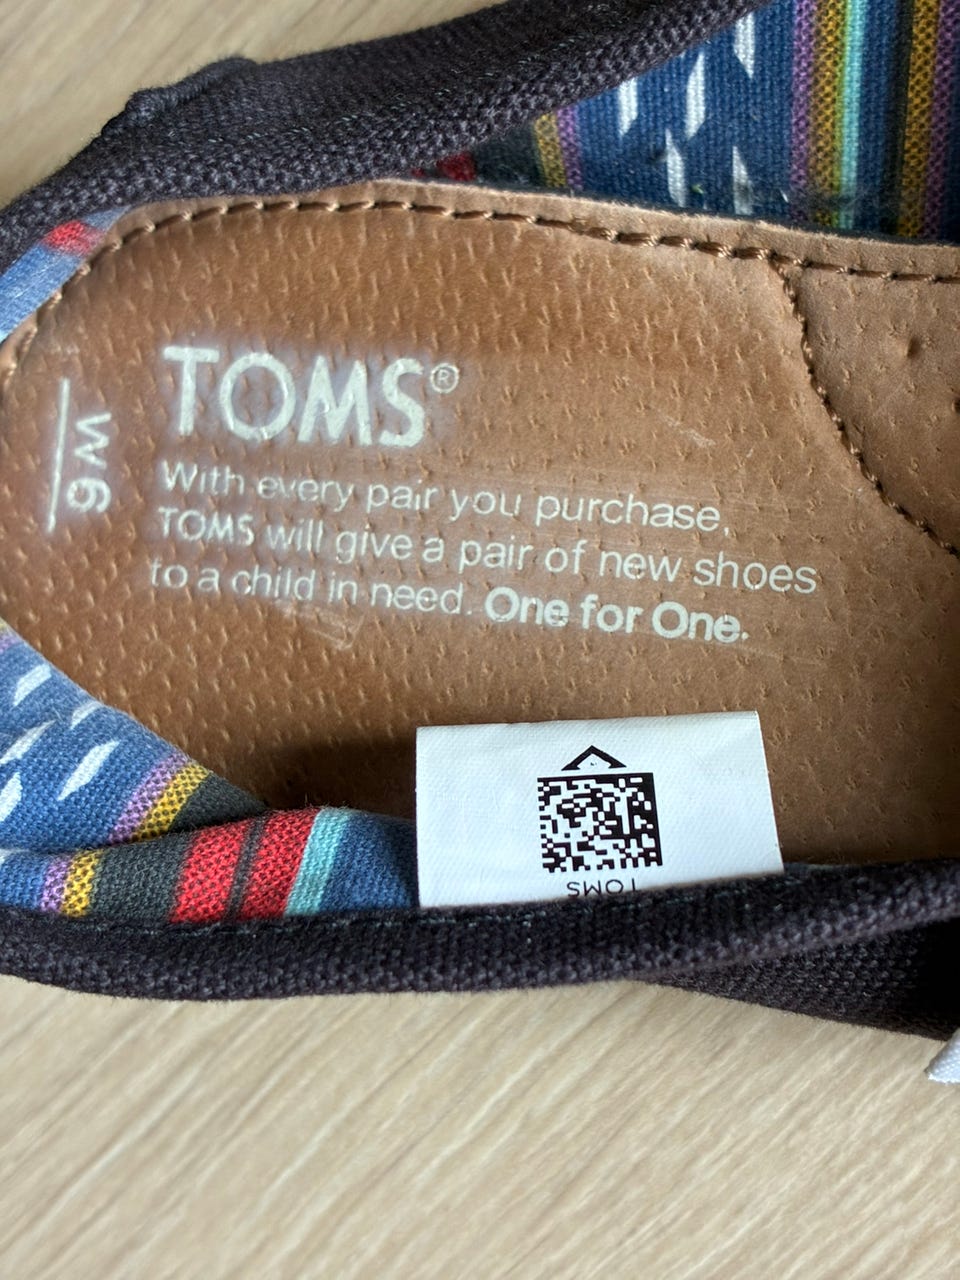 TOMS®
With every pair you purchase,
TOMS will give a pair of new shoes
to a child in need. One for One.
W6
TOMS